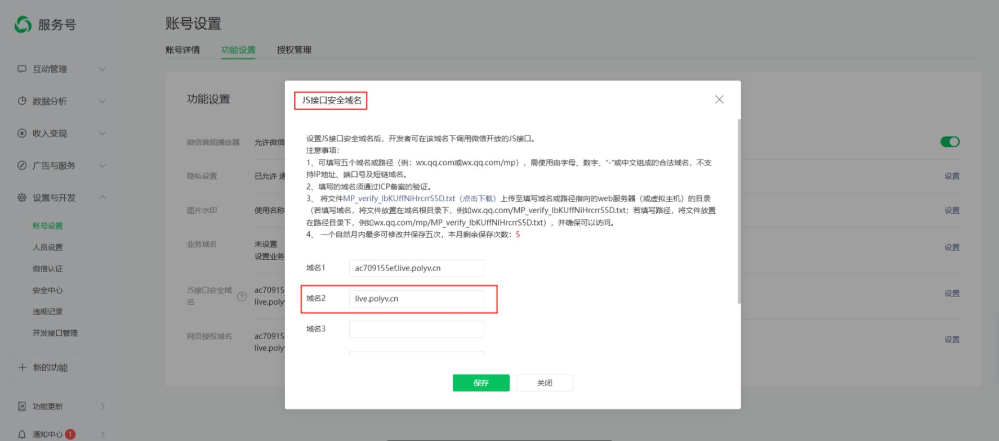 服务号
互动管理
数据分析
收入变现
广告与服务
设置与开发
账号设置
人员设置
微信认证
安全中心
违规记录
开发接口管理
新的功能
功能更新
通知中心 1
账号设置
账号详情 功能设置 授权管理
功能设置
微信音频播放器 允许微信
隐私设置 已允许 通 设置
图片水印 使用名称 设置
业务域名 未设置 设置
设置业务
JS接口安全域
名 ? ac70915 设置
live.polyv
网页授权域名 ac70915 设置
live.polyv
JS接口安全域名
设置JS接口安全域名后，开发者可在该域名下调用微信开放的JS接口。
注意事项：
1、可填写五个域名或路径（例：wx.qq.com或wx.qq.com/mp），需使用由字母、数字、“-”或中文组成的合法域名，不支
持IP地址、端口号及短链域名。
2、填写的域名须通过ICP备案的验证。
3、 将文件MP_verify_lbKUffNiHrcrrS5D.txt（点击下载）上传至填写域名或路径指向的web服务器（或虚拟主机）的目录
（若填写域名，将文件放置在域名根目录下，例如wx.qq.com/MP_verify_lbKUffNiHrcrrS5D.txt；若填写路径，将文件放置
在路径目录下，例如wx.qq.com/mp/MP_verify_lbKUffNiHrcrrS5D.txt），并确保可以访问。
4、 一个自然月内最多可修改并保存五次，本月剩余保存次数：5
域名1 ac709155ef.live.polyv.cn
域名2 live.polyv.cn
域名3
保存 关闭